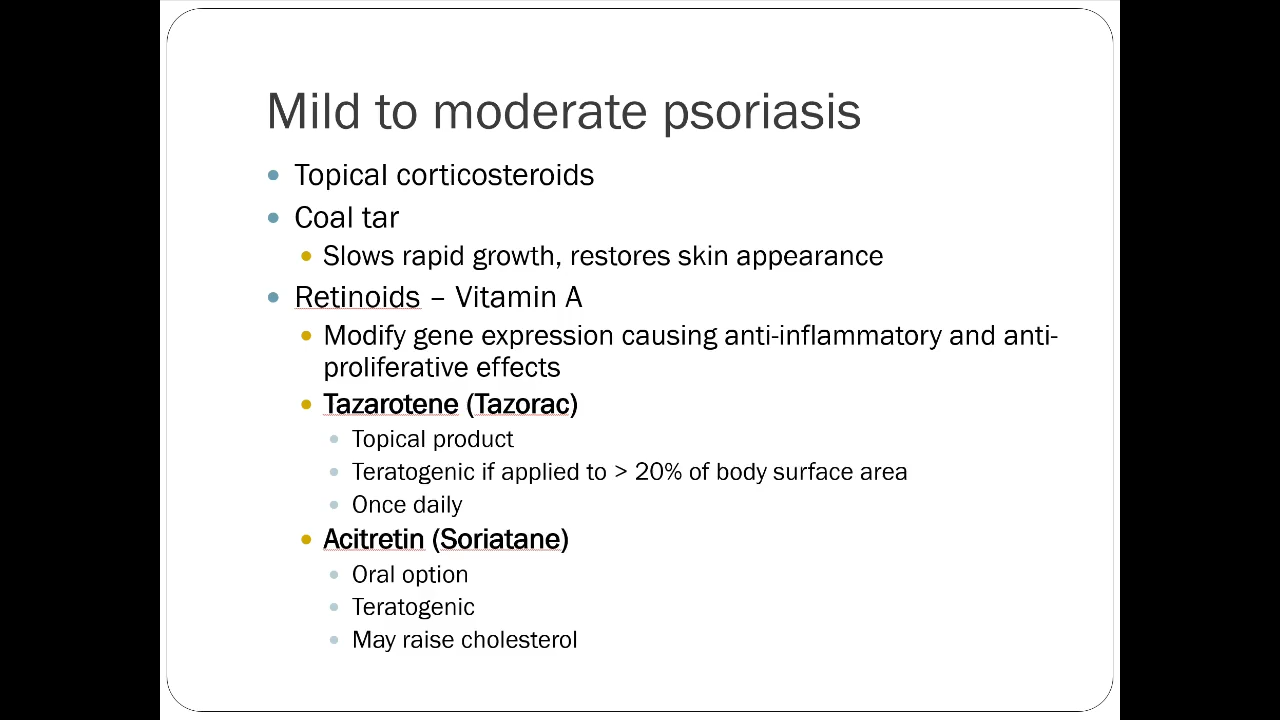 Mild to moderate psoriasis
• Topical corticosteroids
• Coal tar
• Slows rapid growth, restores skin appearance
• Retinoids – Vitamin A
• Modify gene expression causing anti-inflammatory and anti-
proliferative effects
• Tazarotene (Tazorac)
• Topical product
• Teratogenic if applied to > 20% of body surface area
• Once daily
• Acitretin (Soriatane)
• Oral option
• Teratogenic
• May raise cholesterol